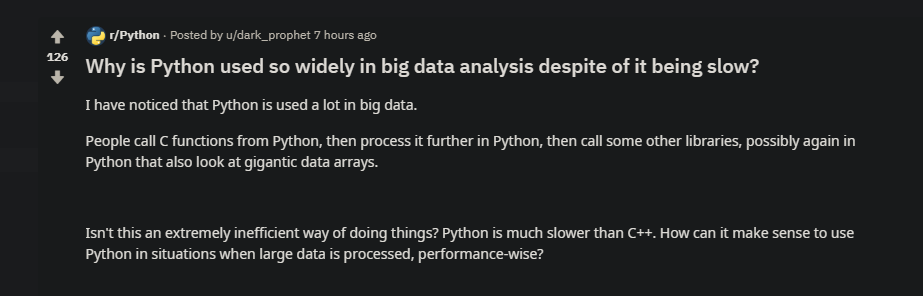 r/Python · Posted by u/dark_prophet 7 hours ago
126
Why is Python used so widely in big data analysis despite of it being slow?
I have noticed that Python is used a lot in big data.
People call C functions from Python, then process it further in Python, then call some other libraries, possibly again in
Python that also look at gigantic data arrays.
Isn't this an extremely inefficient way of doing things? Python is much slower than C++. How can it make sense to use
Python in situations when large data is processed, performance-wise?